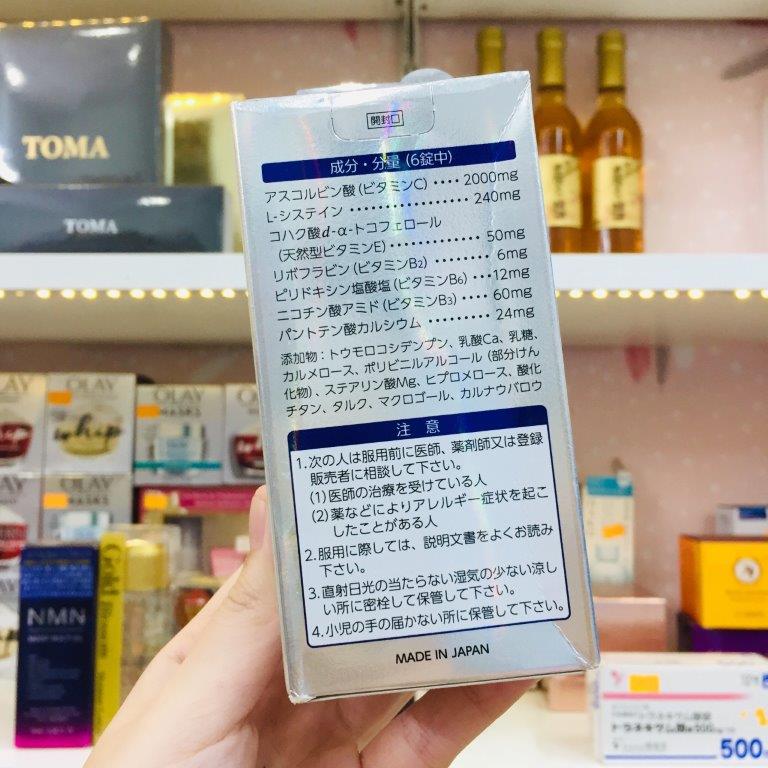 開封口
成分・分量(6錠中)
アスコルビン酸(ビタミンC)‥‥2000mg
L-システイン‥‥‥‥‥‥‥240mg
コハク酸d-α-トコフェロール
(天然型ビタミンE)‥‥‥‥‥50mg
リボフラビン(ビタミンB2)‥‥‥6mg
ピリドキシン塩酸塩(ビタミンB6)‥12mg
ニコチン酸アミド(ビタミンB3)‥‥60mg
パントテン酸カルシウム‥‥‥‥24mg
添加物:トウモロコシデンプン、乳酸Ca、乳糖、
カルメロース、ポリビニルアルコール(部分けん
化物)、ステアリン酸Mg、ヒプロメロース、酸化
チタン、タルク、マクロゴール、カルナウバロウ
注意
1.次の人は服用前に医師、薬剤師又は登録
販売者に相談して下さい。
(1)医師の治療を受けている人
(2)薬などによりアレルギー症状を起こ
したことがある人
2.服用に際しては、説明文書をよくお読み
下さい。
3.直射日光の当たらない湿気の少ない涼し
い所に密栓して保管して下さい。
4.小児の手の届かない所に保管して下さい。
MADE IN JAPAN
TOMA
TOMA
OLAY
whip
OLAY
MASKS
OLAY
NMN
Gold
500